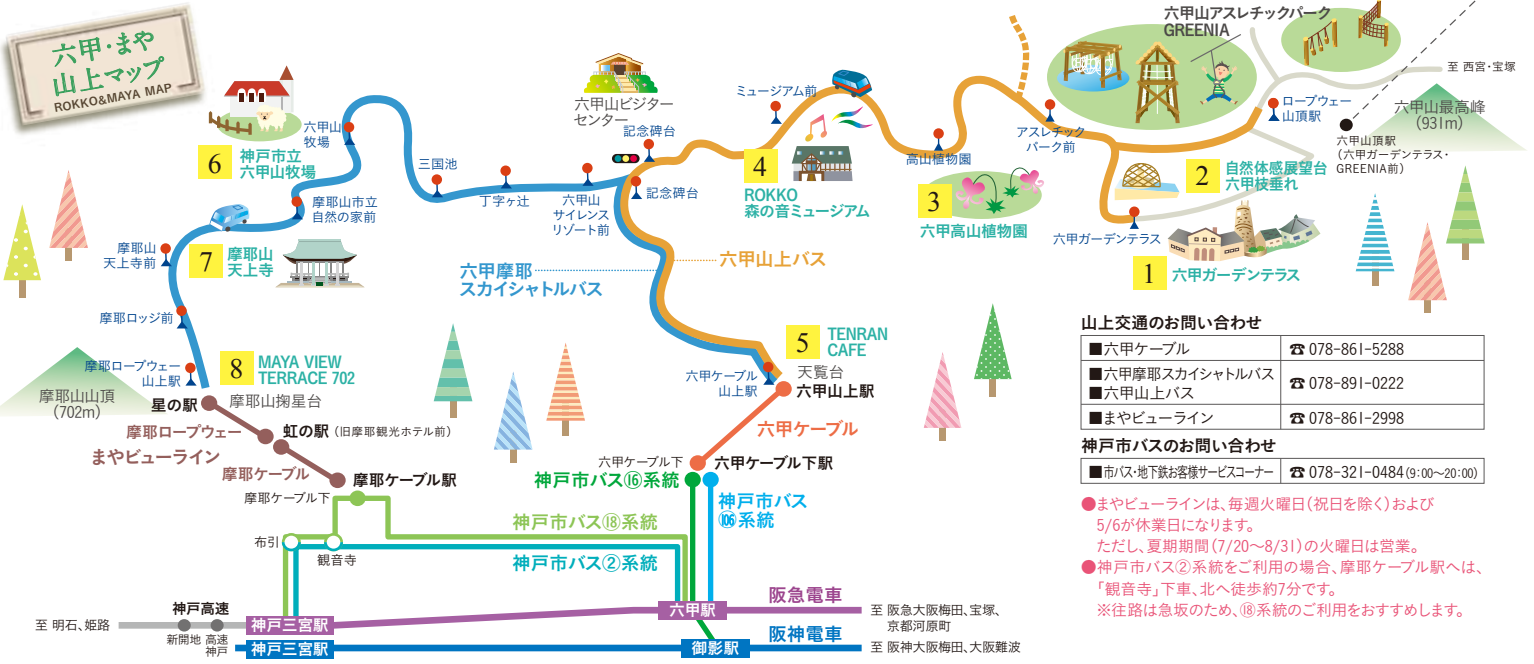 六甲・まや
山上マップ
ROKKO&MAYA MAP
六甲山ビジター
センター
記念碑台
記念碑台
ミュージアム前
六甲山アスレチックパーク
GREENIA
至 西宮・宝塚
ロープウェー
山頂駅
六甲山最高峰
(931m)
六甲山頂駅
(六甲ガーデンテラス・
GREENIA前)
アスレチック
パーク前
高山植物園
六甲山
牧場
6
神戸市立
六甲山牧場
三国池
丁字ヶ辻
六甲山
サイレンス
リゾート前
4
ROKKO
森の音ミュージアム
3
六甲高山植物園
2
自然体感展望台
六甲枝垂れ
六甲ガーデンテラス
1
六甲ガーデンテラス
摩耶山市立
自然の家前
摩耶山
天上寺前
7
摩耶山
天上寺
六甲摩耶
スカイシャトルバス
六甲山上バス
摩耶ロッジ前
摩耶ロープウェー
山上駅
8
MAYA VIEW
TERRACE 702
摩耶山掬星台
摩耶山山頂
(702m)
星の駅
摩耶ロープウェー
虹の駅(旧摩耶観光ホテル前)
まやビューライン
摩耶ケーブル
摩耶ケーブル駅
摩耶ケーブル下
5
TENRAN
CAFE
天覧台
六甲ケーブル
山上駅
六甲山上駅
六甲ケーブル
六甲ケーブル下
六甲ケーブル下駅
神戸市バス⑯系統
神戸市バス
106系統
神戸市バス⑱系統
神戸市バス②系統
布引
観音寺
阪急電車
至 阪急大阪梅田、宝塚、
京都河原町
六甲駅
神戸高速
至 明石、姫路
新開地
高速
神戸
神戸三宮駅
神戸三宮駅
阪神電車
御影駅
至 阪神大阪梅田、大阪難波
山上交通のお問い合わせ
■六甲ケーブル ☎ 078-861-5288
■六甲摩耶スカイシャトルバス
■六甲山上バス ☎ 078-891-0222
■まやビューライン ☎ 078-861-2998
神戸市バスのお問い合わせ
■市バス・地下鉄お客様サービスコーナー ☎ 078-321-0484(9:00〜20:00)
●まやビューラインは、毎週火曜日(祝日を除く)および
5/6が休業日になります。
ただし、夏期期間(7/20〜8/31)の火曜日は営業。
●神戸市バス②系統をご利用の場合、摩耶ケーブル駅へは、
「観音寺」下車、北へ徒歩約7分です。
※往路は急坂のため、⑱系統のご利用をおすすめします。